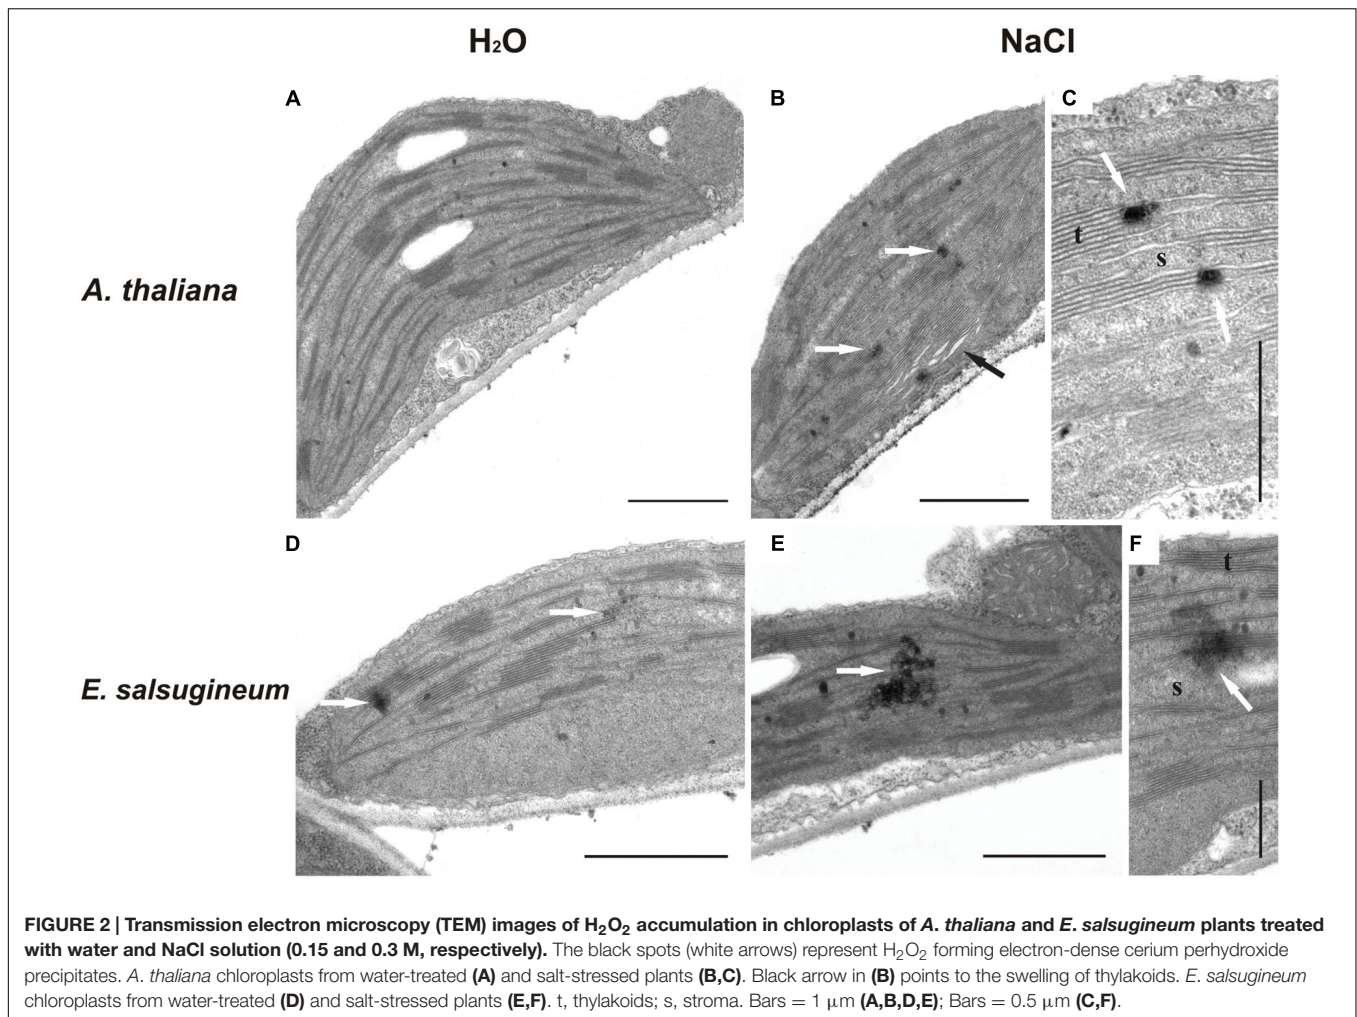 H₂O
NaCl
A
B
C
A. thaliana
t
s
D
E
F
t
E. salsugineum
s
FIGURE 2 | Transmission electron microscopy (TEM) images of H₂O₂ accumulation in chloroplasts of A. thaliana and E. salsugineum plants treated
with water and NaCl solution (0.15 and 0.3 M, respectively). The black spots (white arrows) represent H₂O₂ forming electron-dense cerium perhydroxide
precipitates. A. thaliana chloroplasts from water-treated (A) and salt-stressed plants (B,C). Black arrow in (B) points to the swelling of thylakoids. E. salsugineum
chloroplasts from water-treated (D) and salt-stressed plants (E,F). t, thylakoids; s, stroma. Bars = 1 μm (A,B,D,E); Bars = 0.5 μm (C,F).